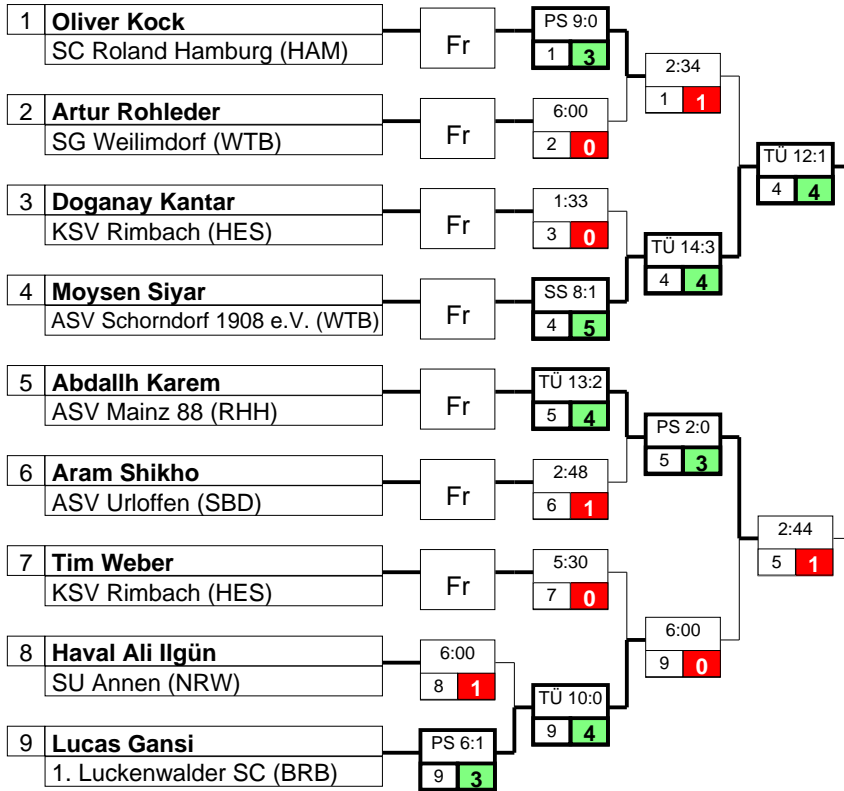 1 Oliver Kock
SC Roland Hamburg (HAM)
Fr
PS 9:0
1 3
2:34
1 1
2 Artur Rohleder
SG Weilimdorf (WTB)
Fr
6:00
2 0
TÜ 12:1
4 4
3 Doganay Kantar
KSV Rimbach (HES)
Fr
1:33
3 0
TÜ 14:3
4 4
4 Moysen Siyar
ASV Schorndorf 1908 e.V. (WTB)
Fr
SS 8:1
4 5
5 Abdallh Karem
ASV Mainz 88 (RHH)
Fr
TÜ 13:2
5 4
PS 2:0
5 3
6 Aram Shikho
ASV Urloffen (SBD)
Fr
2:48
6 1
2:44
5 1
7 Tim Weber
KSV Rimbach (HES)
Fr
5:30
7 0
6:00
9 0
8 Haval Ali Ilgün
SU Annen (NRW)
6:00
8 1
TÜ 10:0
9 4
9 Lucas Gansi
1. Luckenwalder SC (BRB)
PS 6:1
9 3